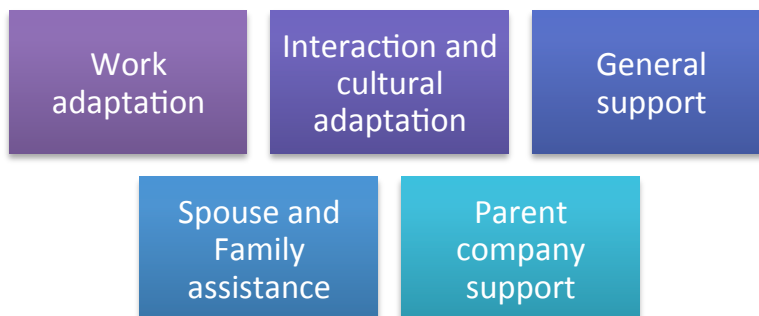 Work
adaptation
Interaction and
cultural
adaptation
General
support
Spouse and
Family
assistance
Parent
company
support